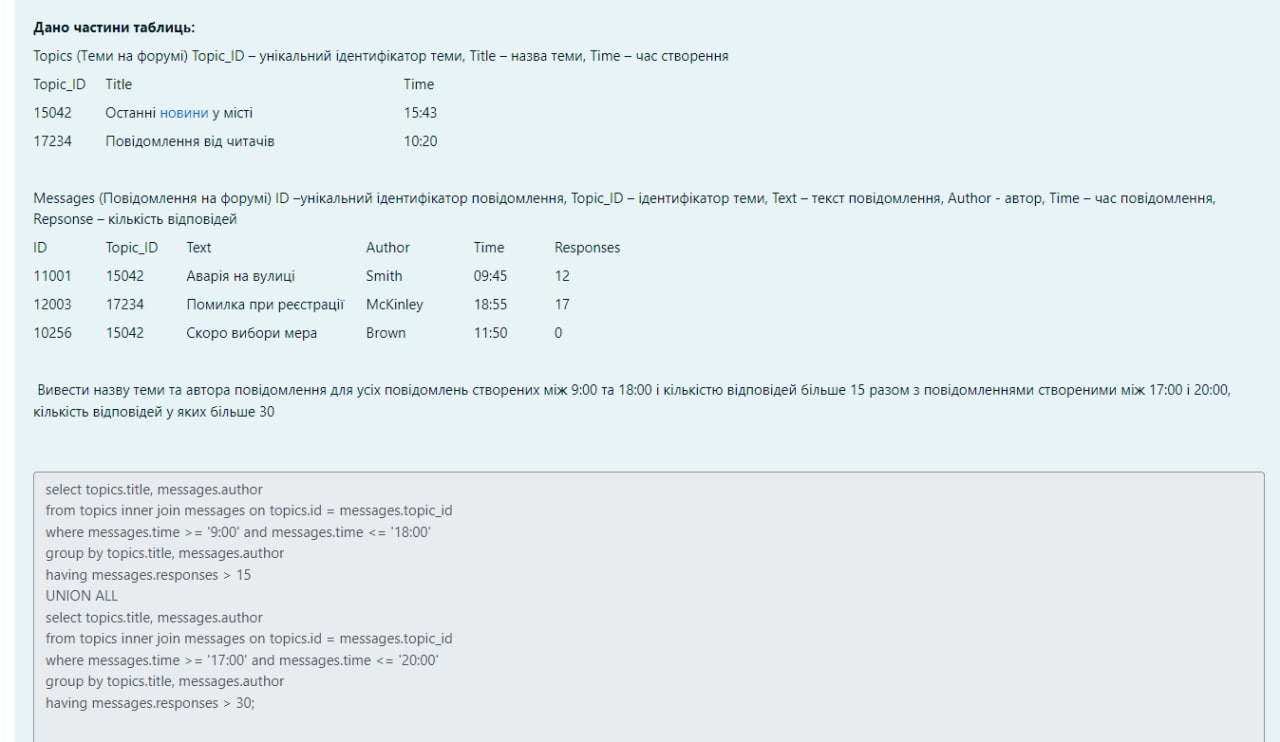 Дано частини таблиць:
Topics (Теми на форумі) Topic_ID – унікальний ідентифікатор теми, Title – назва теми, Time – час створення
Topic_ID Title Time
15042 Останні новини у місті 15:43
17234 Повідомлення від читачів 10:20
Messages (Повідомлення на форумі) ID –унікальний ідентифікатор повідомлення, Topic_ID – ідентифікатор теми, Text – текст повідомлення, Author - автор, Time – час повідомлення,
Repsonse – кількість відповідей
ID Topic_ID Text Author Time Responses
11001 15042 Аварія на вулиці Smith 09:45 12
12003 17234 Помилка при реєстрації McKinley 18:55 17
10256 15042 Скоро вибори мера Brown 11:50 0
Вивести назву теми та автора повідомлення для усіх повідомлень створених між 9:00 та 18:00 і кількістю відповідей більше 15 разом з повідомленнями створеними між 17:00 і 20:00,
кількість відповідей у яких більше 30
select topics.title, messages.author
from topics inner join messages on topics.id = messages.topic_id
where messages.time >= '9:00' and messages.time <= '18:00'
group by topics.title, messages.author
having messages.responses > 15
UNION ALL
select topics.title, messages.author
from topics inner join messages on topics.id = messages.topic_id
where messages.time >= '17:00' and messages.time <= '20:00'
group by topics.title, messages.author
having messages.responses > 30;